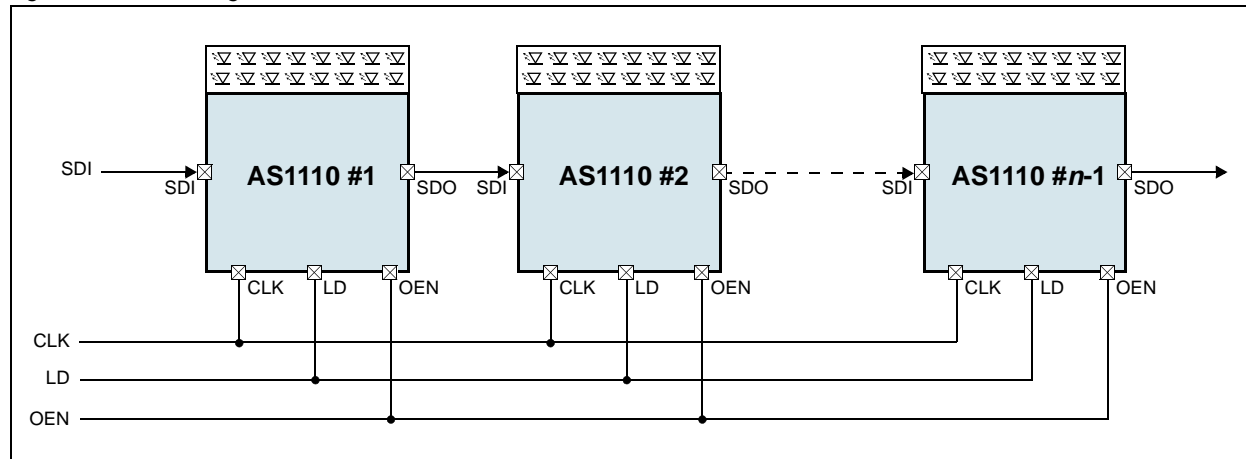 AS1110 #1 AS1110 #2 AS1110 #n-1
SDI SDI SDO SDI SDO SDI SDO
CLK LD OEN CLK LD OEN CLK LD OEN
CLK
LD
OEN